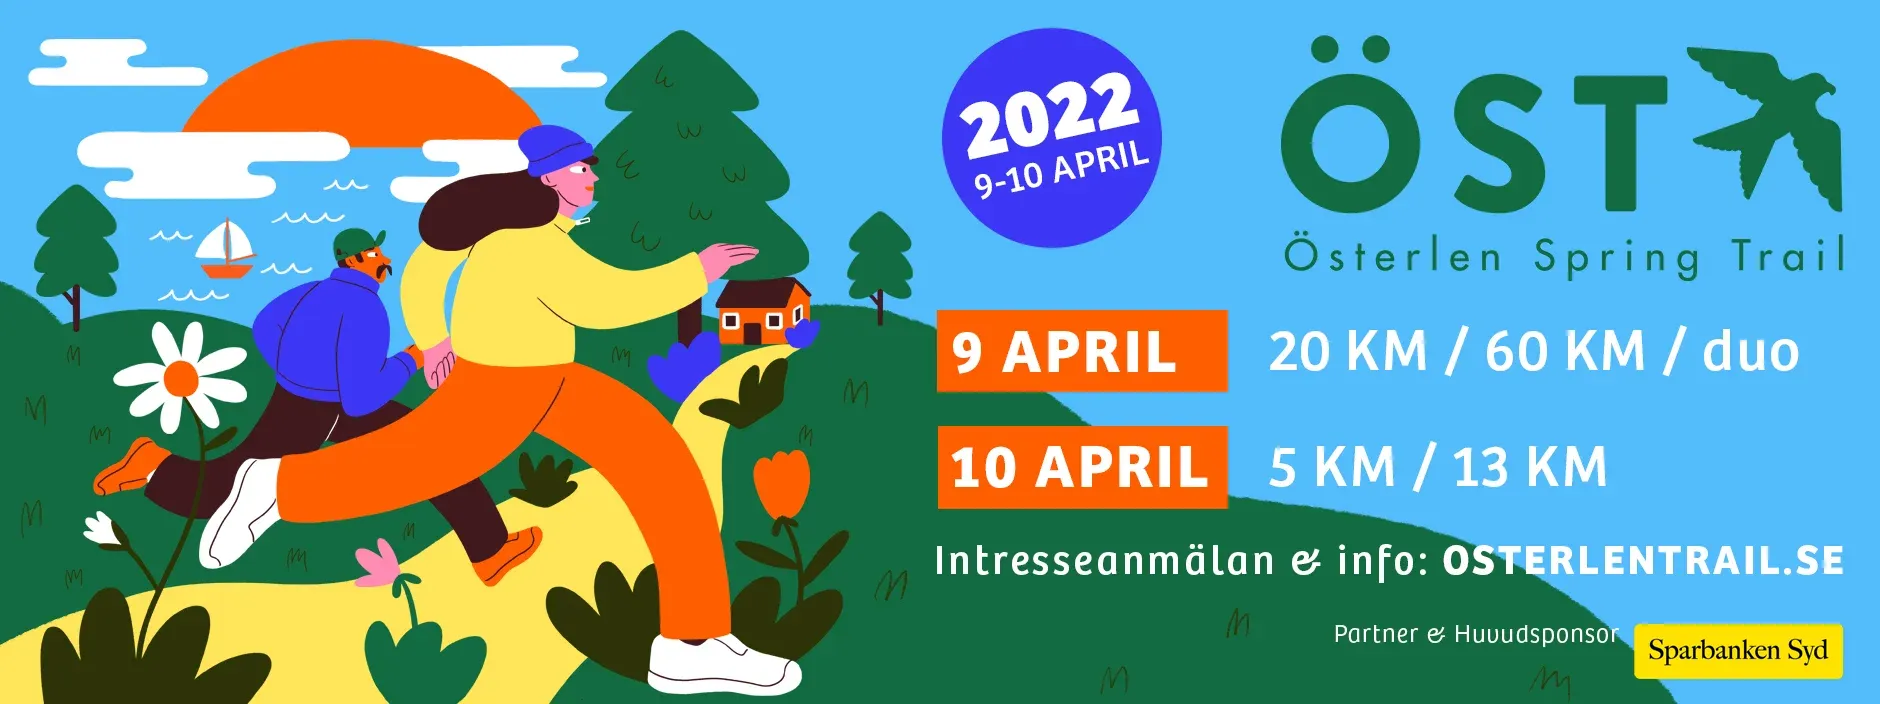 2022
9-10 APRIL
ÖST
Österlen Spring Trail
9 APRIL 20 KM / 60 KM / duo
10 APRIL 5 KM / 13 KM
Intresseanmälan & info: OSTERLENTRAIL.SE
Partner & Huvudsponsor Sparbanken Syd